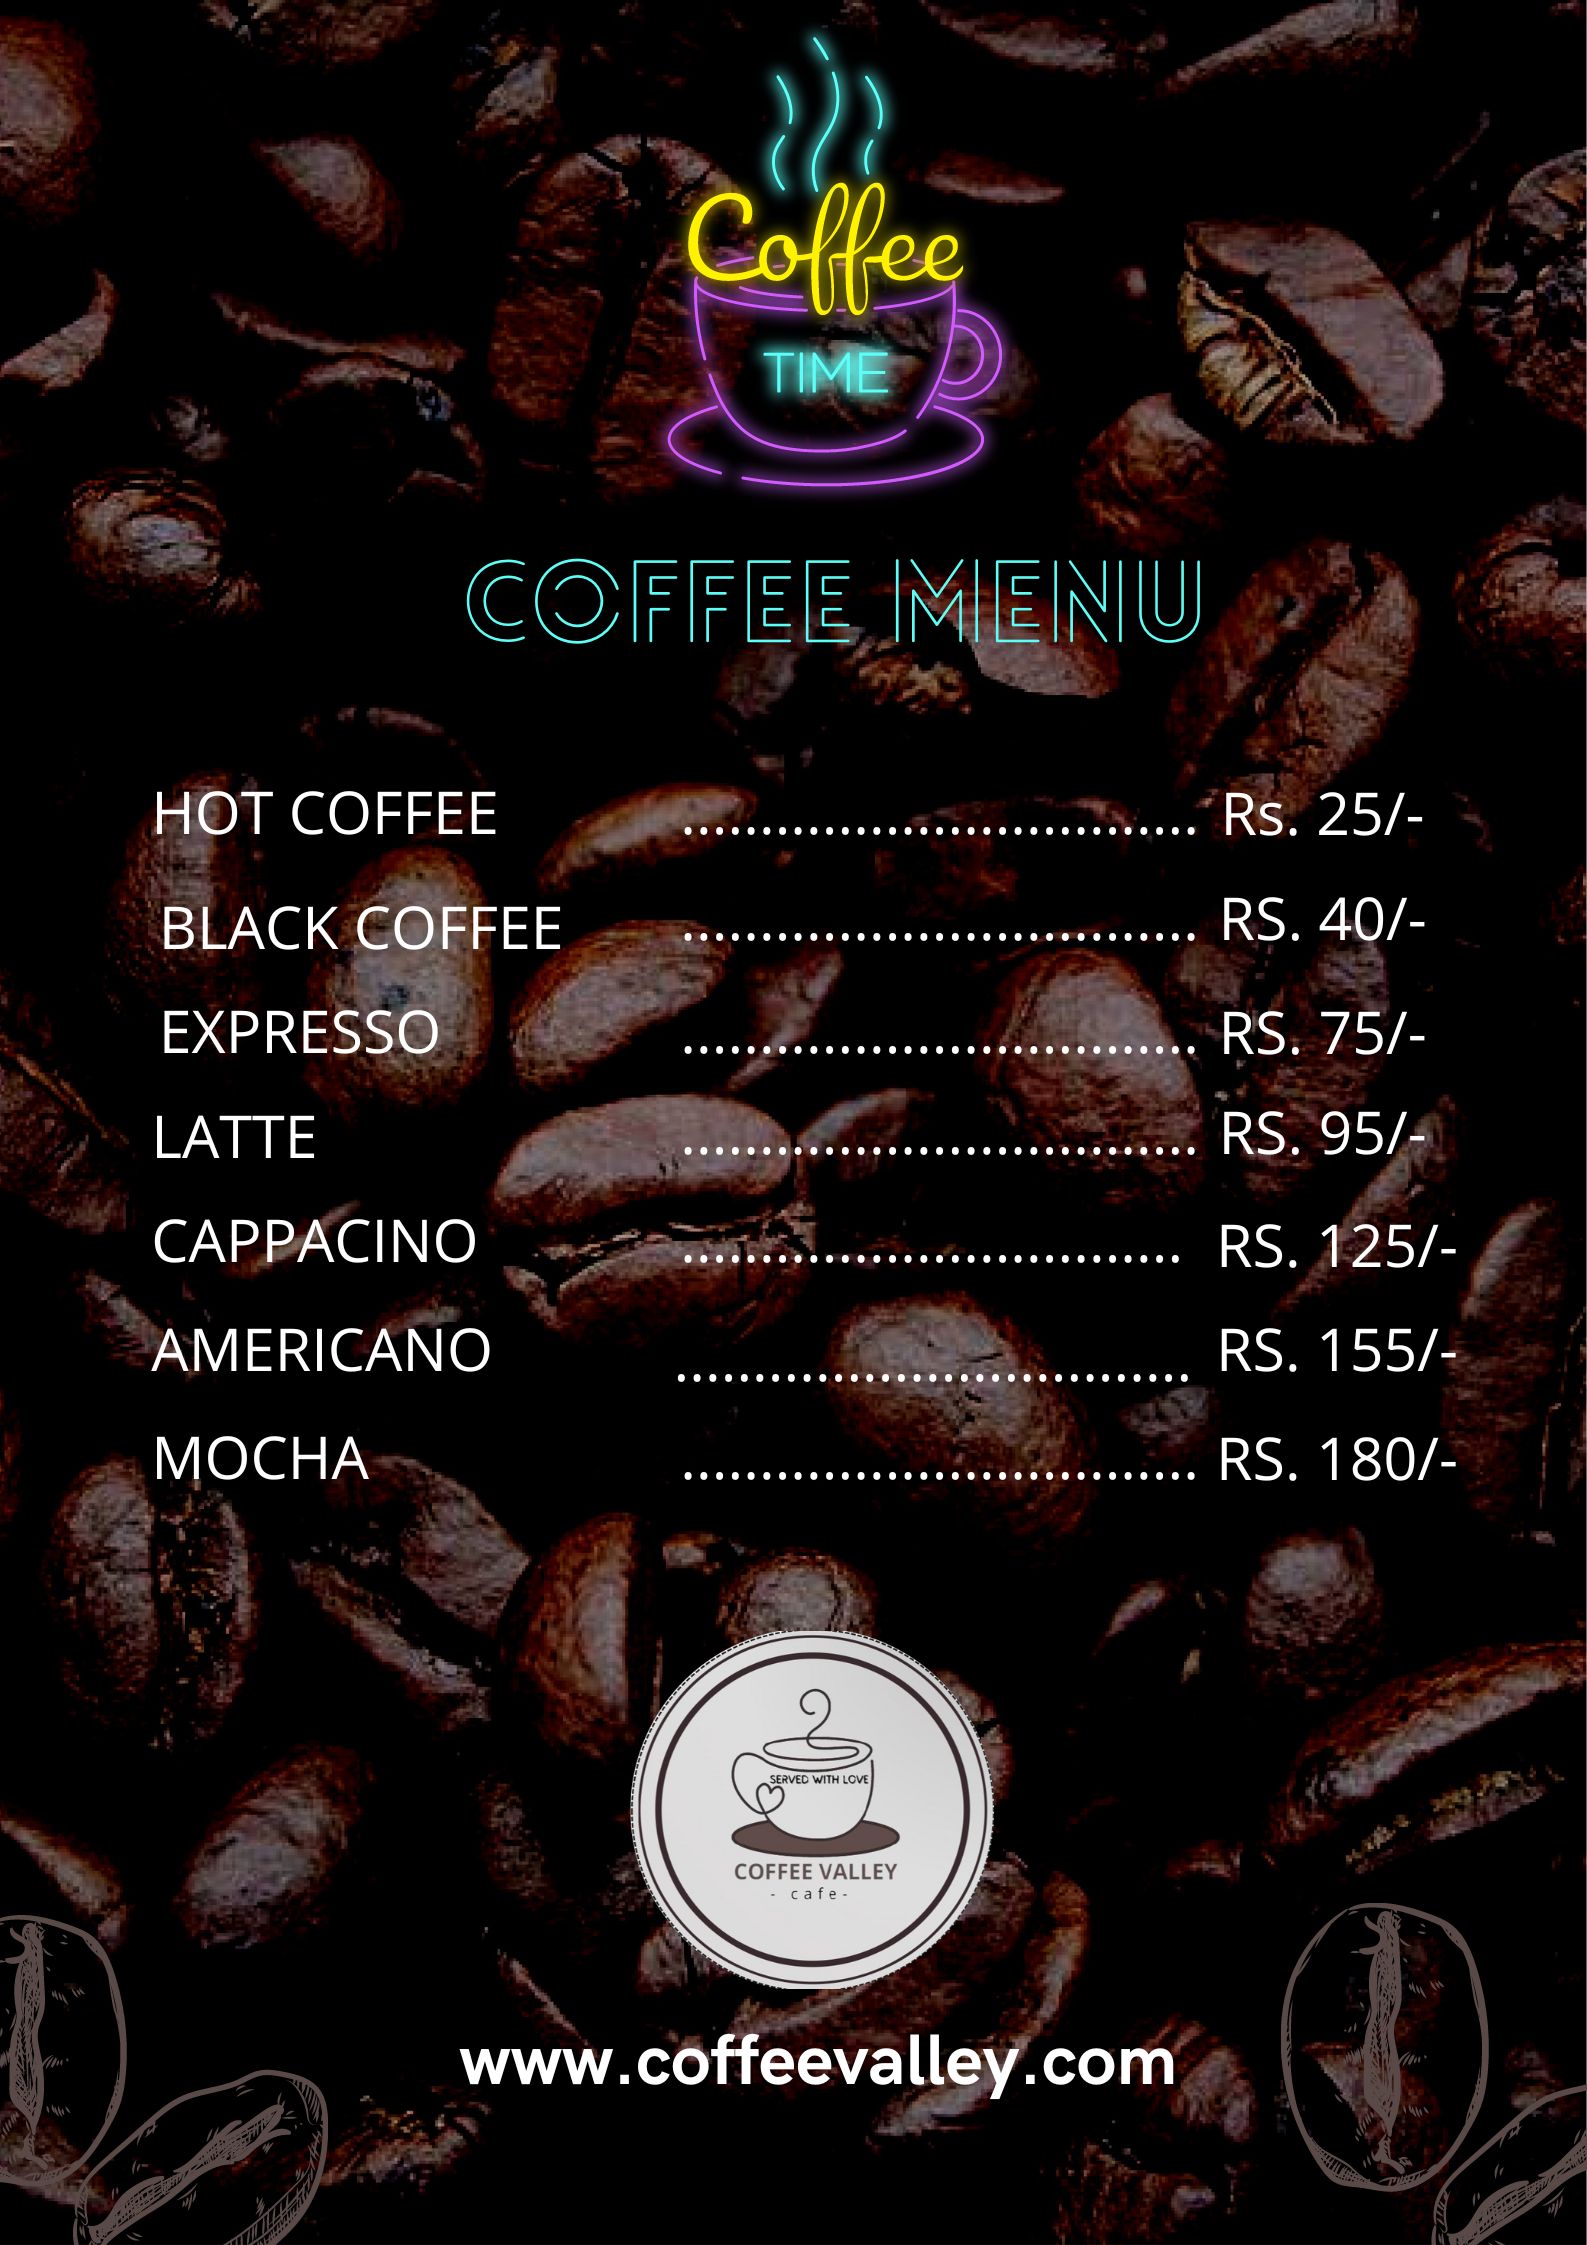 Coffee
TIME
COFFEE MENU
HOT COFFEE ................................. Rs. 25/-
BLACK COFFEE ................................. RS. 40/-
EXPRESSO ................................. RS. 75/-
LATTE ................................. RS. 95/-
CAPPACINO ................................ RS. 125/-
AMERICANO ................................. RS. 155/-
MOCHA ................................. RS. 180/-
SERVED WITH LOVE
COFFEE VALLEY
- cafe-
www.coffeevalley.com